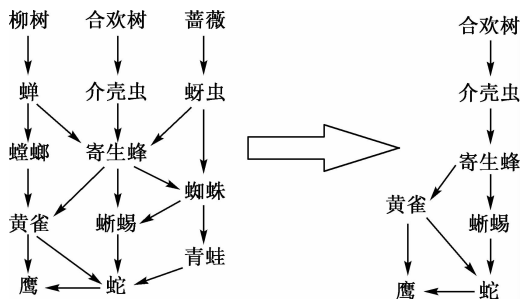 柳树 合欢树 蔷薇
蝉 介壳虫 蚜虫
螳螂 寄生蜂
蜘蛛
黄雀 蜥蜴
青蛙
鹰 蛇
合欢树
介壳虫
寄生蜂
黄雀
蜥蜴
鹰 蛇